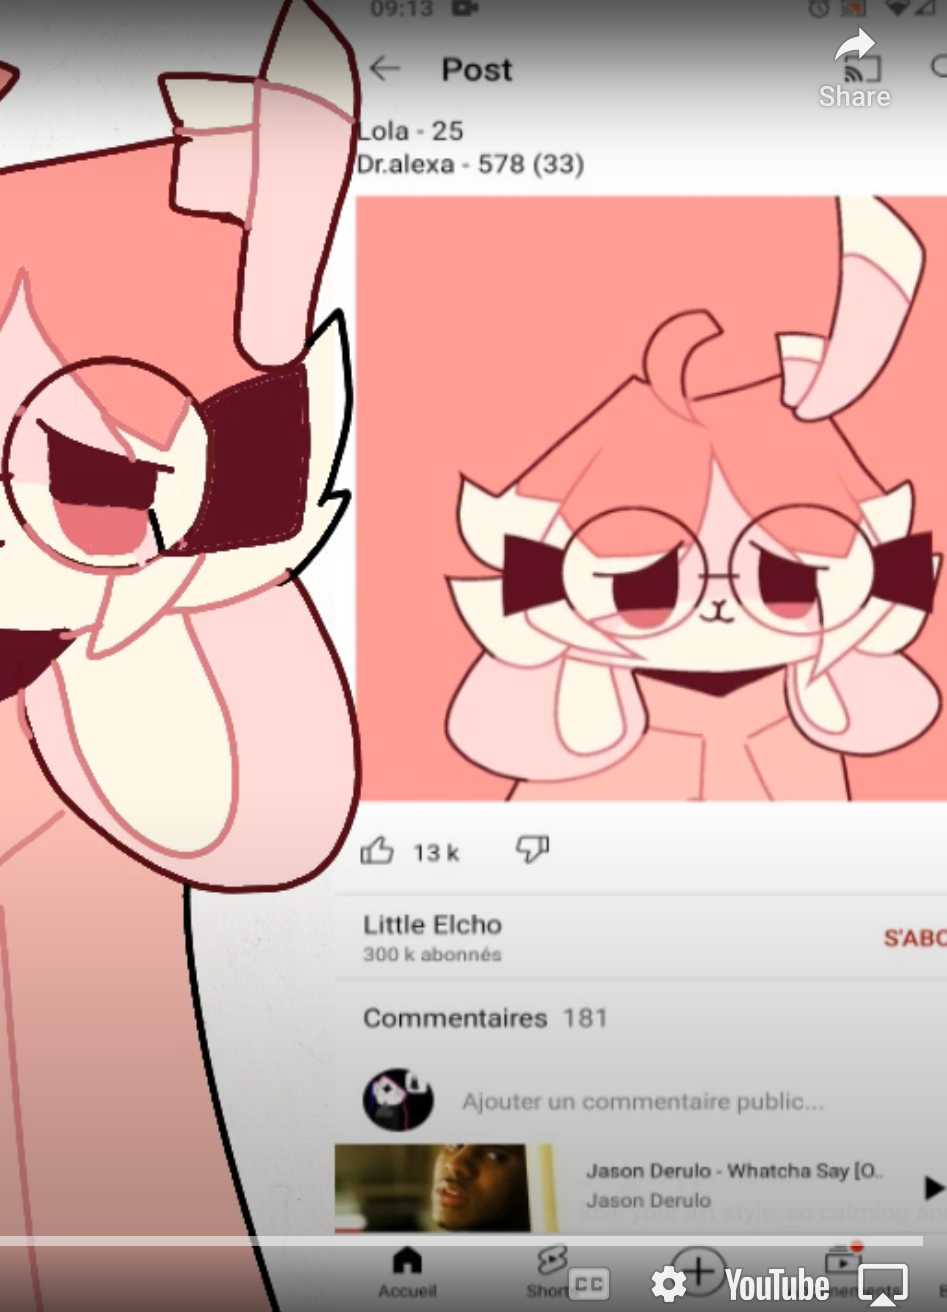 09:13
Post
Share
Lola - 25
Dr.alexa - 578 (33)
13 k
Little Elcho
300 k abonnés
S'ABO
Commentaires 181
Ajouter un commentaire public...
Jason Derulo - Whatcha Say [O..
Jason Derulo
love your art style, so calming an
Accueil
Short
CC
YouTube